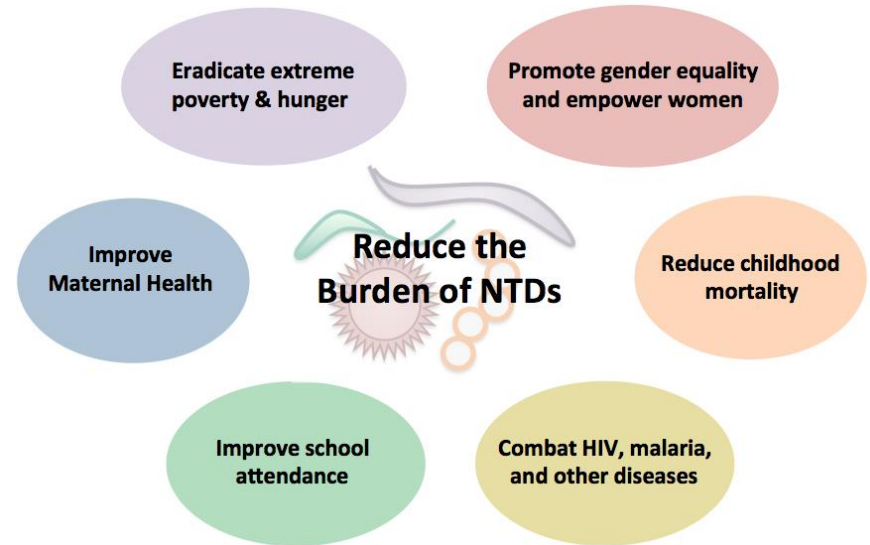 Eradicate extreme
poverty & hunger
Promote gender equality
and empower women
Improve
Maternal Health
Reduce the
Burden of NTDs
Reduce childhood
mortality
Improve school
attendance
Combat HIV, malaria,
and other diseases